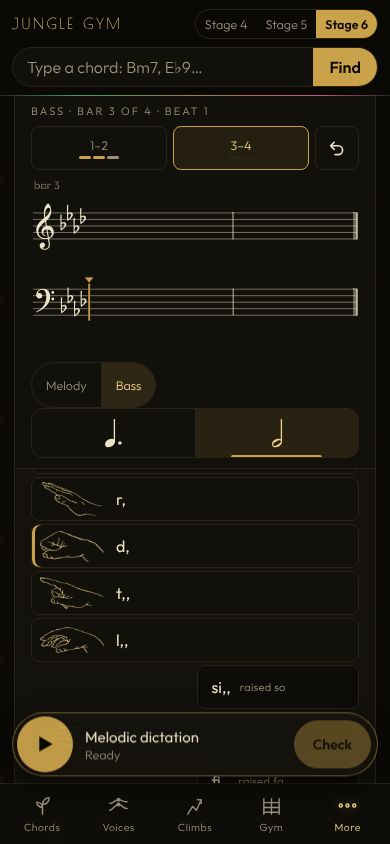 JUNGLE GYM
Stage 4 Stage 5 Stage 6
Type a chord: Bm7, E♭9... Find
BASS · BAR 3 OF 4 · BEAT 1
1–2 3–4
bar 3
Melody Bass
r,
d,
t,,
l,,
si,, raised so
fi,, raised fa
Melodic dictation
Ready
Check
Chords Voices Climbs Gym More